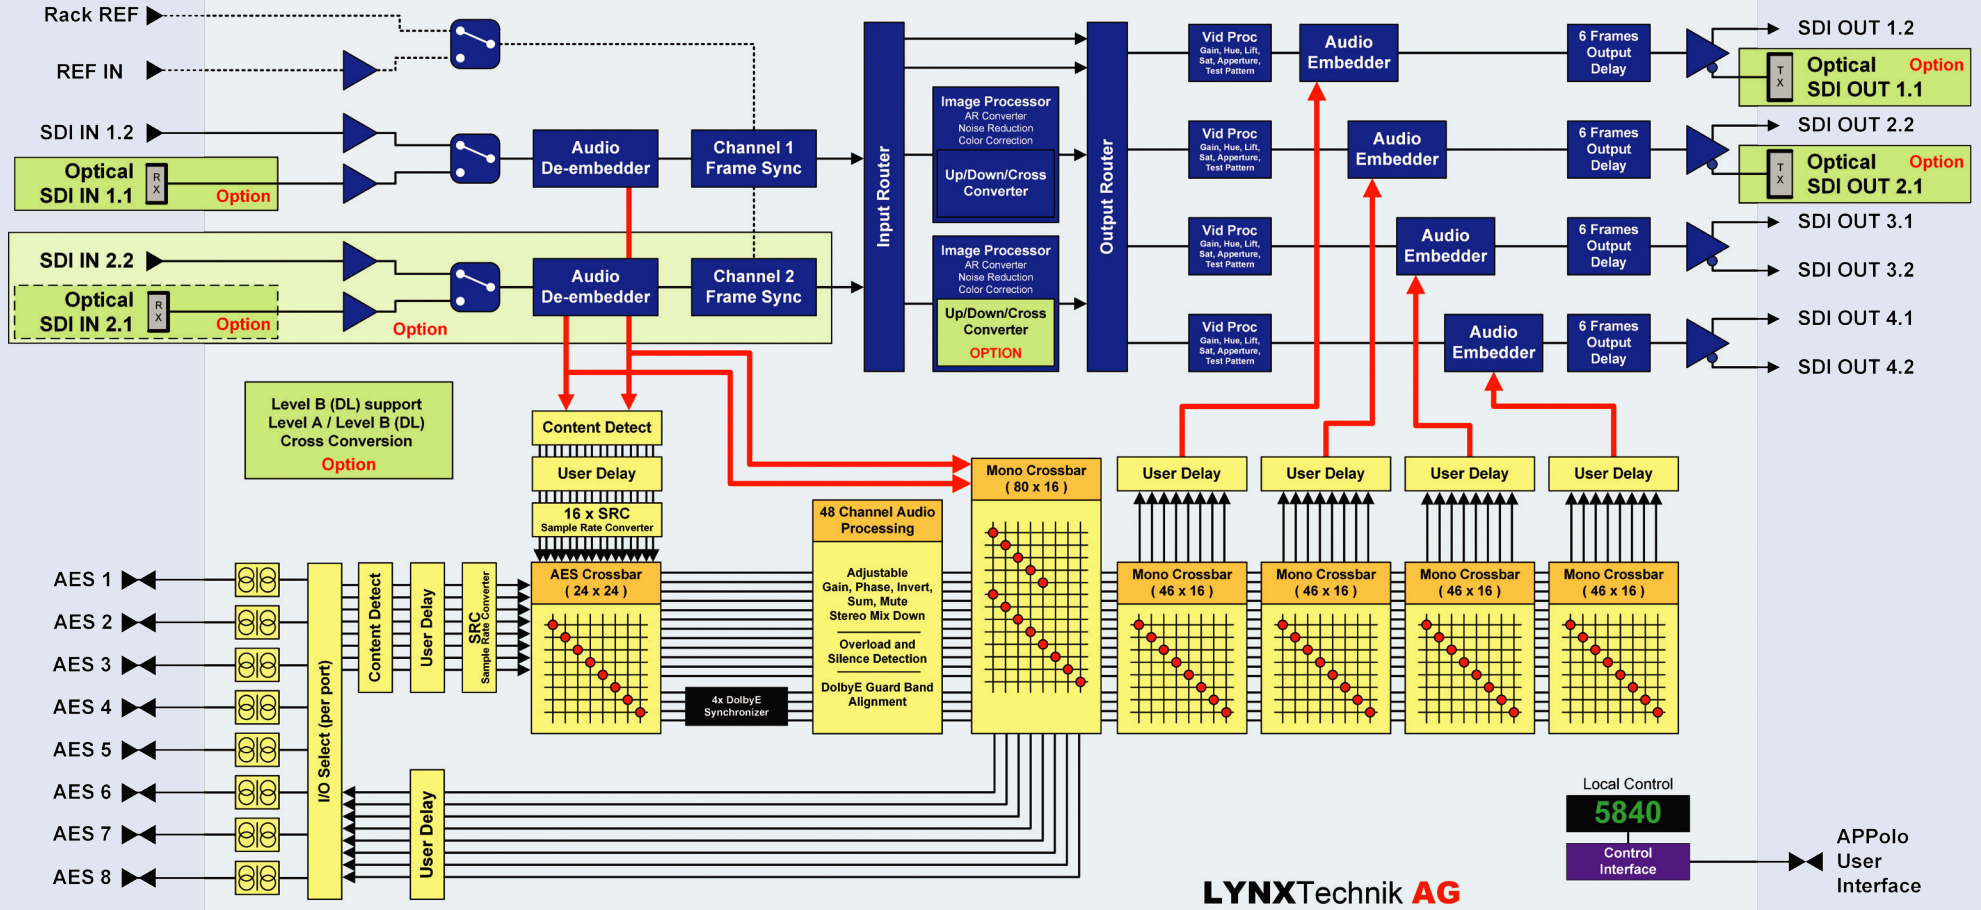 Rack REF
REF IN
SDI IN 1.2
Optical
SDI IN 1.1
R
X
Option
SDI IN 2.2
Optical
SDI IN 2.1
R
X
Option
Option
Audio
De-embedder
Channel 1
Frame Sync
Audio
De-embedder
Channel 2
Frame Sync
Input Router
Image Processor
AR Converter
Noise Reduction
Color Correction
Up/Down/Cross
Converter
Image Processor
AR Converter
Noise Reduction
Color Correction
Up/Down/Cross
Converter
OPTION
Output Router
Vid Proc
Gain, Hue, Lift,
Sat, Apperture,
Test Pattern
Audio
Embedder
6 Frames
Output
Delay
SDI OUT 1.2
T
X
Optical
SDI OUT 1.1
Option
Vid Proc
Gain, Hue, Lift,
Sat, Apperture,
Test Pattern
Audio
Embedder
6 Frames
Output
Delay
SDI OUT 2.2
T
X
Optical
SDI OUT 2.1
Option
Vid Proc
Gain, Hue, Lift,
Sat, Apperture,
Test Pattern
Audio
Embedder
6 Frames
Output
Delay
SDI OUT 3.1
SDI OUT 3.2
Vid Proc
Gain, Hue, Lift,
Sat, Apperture,
Test Pattern
Audio
Embedder
6 Frames
Output
Delay
SDI OUT 4.1
SDI OUT 4.2
Level B (DL) support
Level A / Level B (DL)
Cross Conversion
Option
Content Detect
User Delay
16 x SRC
Sample Rate Converter
AES Crossbar
( 24 x 24 )
4x DolbyE
Synchronizer
48 Channel Audio
Processing
Adjustable
Gain, Phase, Invert,
Sum, Mute
Stereo Mix Down
Overload and
Silence Detection
DolbyE Guard Band
Alignment
Mono Crossbar
( 80 x 16 )
User Delay
User Delay
User Delay
User Delay
Mono Crossbar
( 46 x 16 )
Mono Crossbar
( 46 x 16 )
Mono Crossbar
( 46 x 16 )
Mono Crossbar
( 46 x 16 )
AES 1
AES 2
AES 3
AES 4
AES 5
AES 6
AES 7
AES 8
I/O Select (per port)
Content Detect
User Delay
SRC
Sample Rate Converter
User Delay
Local Control
5840
Control
Interface
APPolo
User
Interface
LYNXTechnik AG